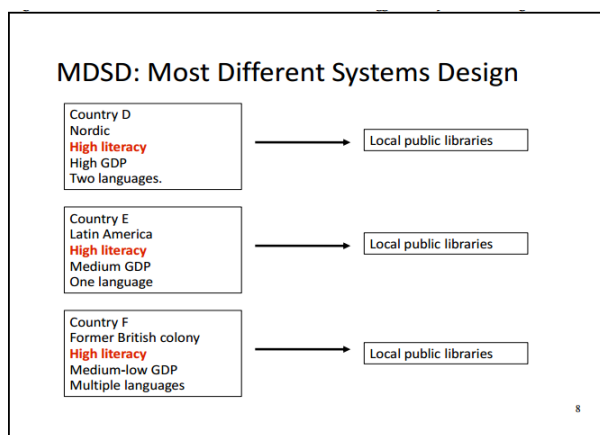 MDSD: Most Different Systems Design
Country D
Nordic
High literacy
High GDP
Two languages.
Local public libraries
Country E
Latin America
High literacy
Medium GDP
One language
Local public libraries
Country F
Former British colony
High literacy
Medium-low GDP
Multiple languages
Local public libraries
8